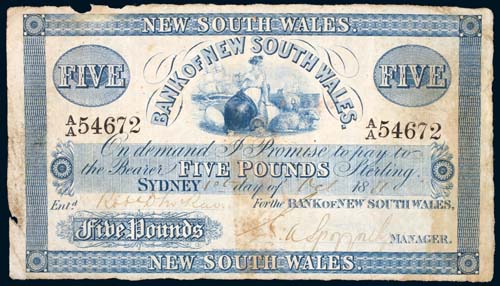 NEW SOUTH WALES.
BANK OF NEW SOUTH WALES.
FIVE FIVE
A/A 54672 A/A 54672
On demand I Promise to pay to
the Bearer FIVE POUNDS Sterling.
SYDNEY day of 18
Entd. For the BANK OF NEW SOUTH WALES,
Five Pounds MANAGER.
NEW SOUTH WALES.